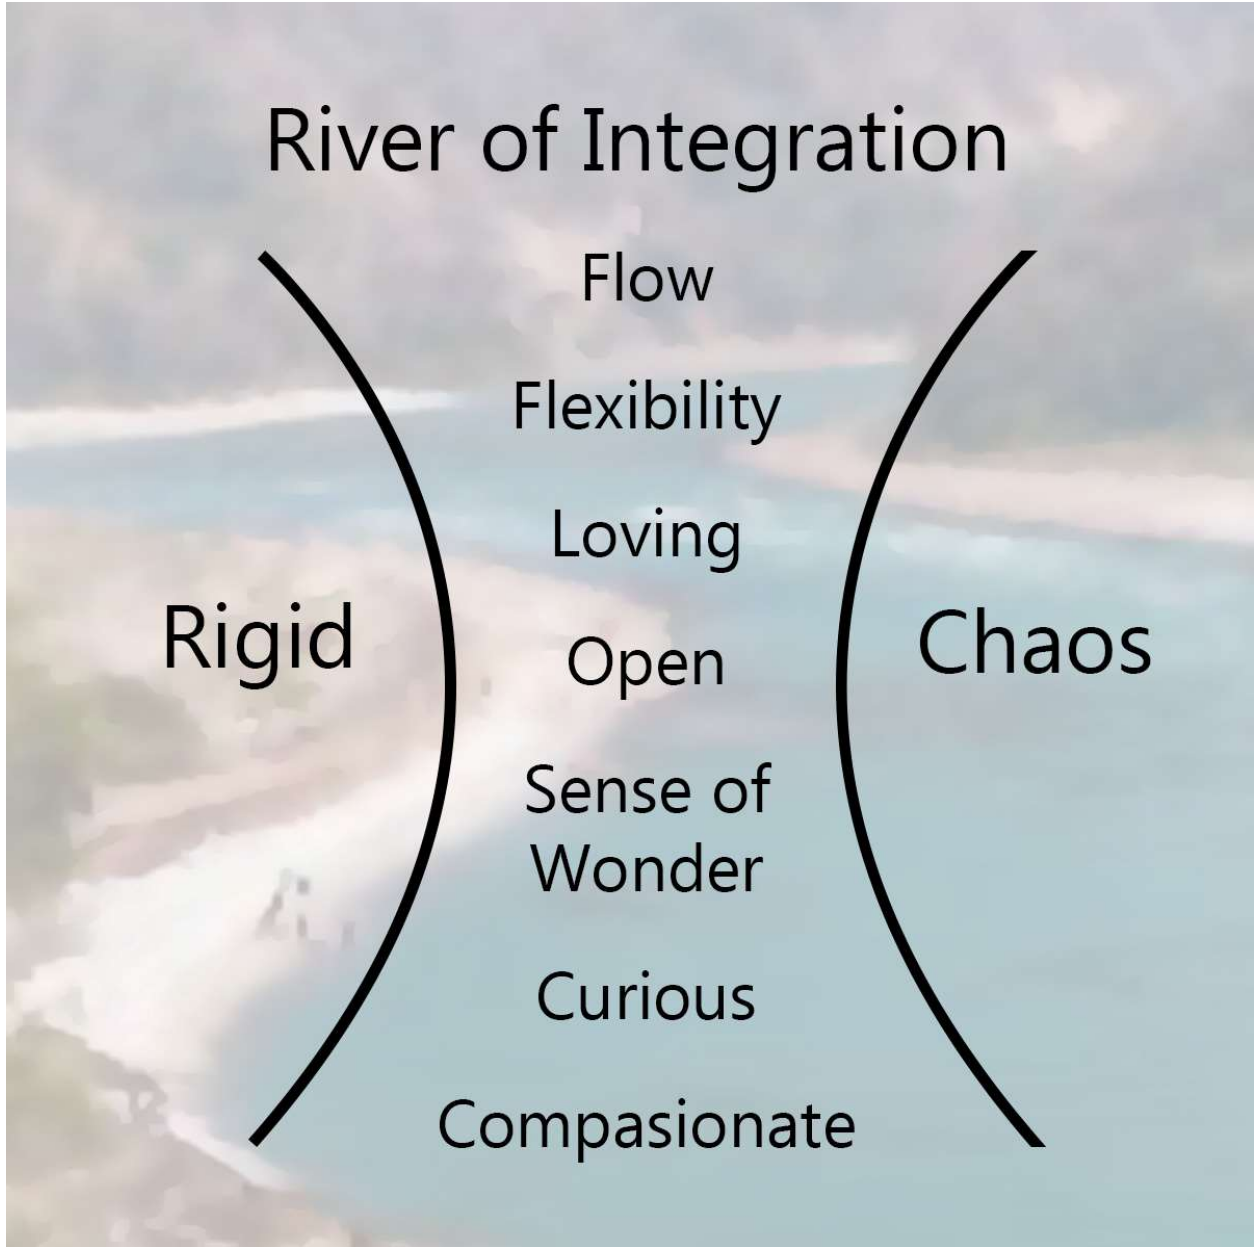 River of Integration
Flow
Flexibility
Loving
Rigid
Open
Chaos
Sense of
Wonder
Curious
Compasionate